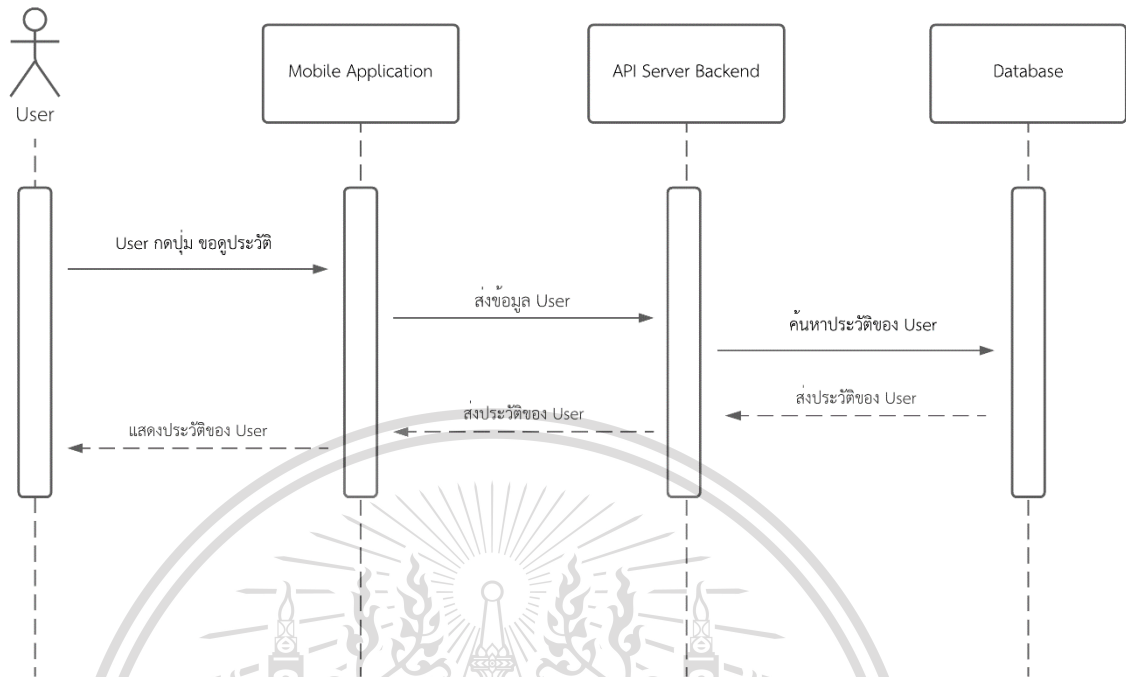 User
Mobile Application
API Server Backend
Database
User กดปุ่ม ขอดูประวัติ
ส่งข้อมูล User
ค้นหาประวัติของ User
ส่งประวัติของ User
ส่งประวัติของ User
แสดงประวัติของ User